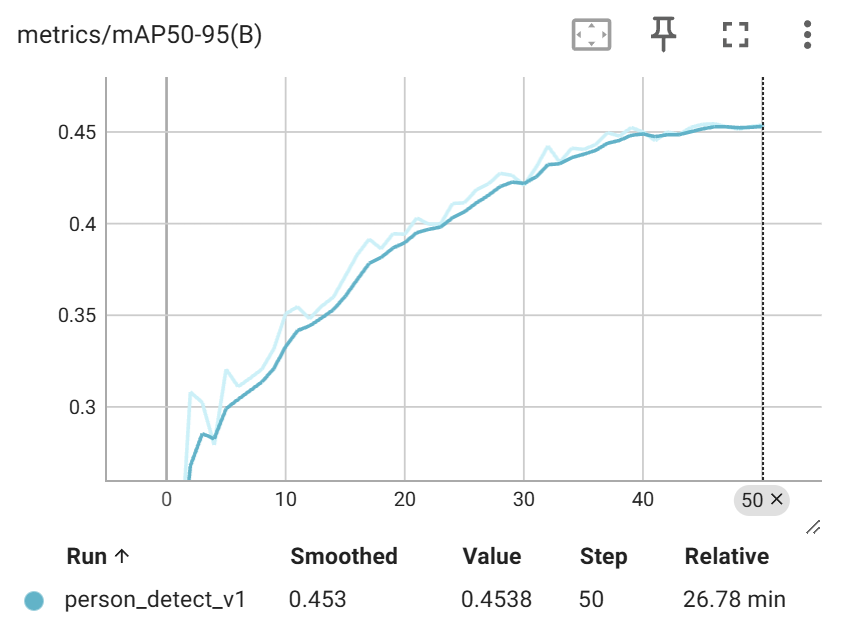 metrics/mAP50-95(B)
0.45
0.4
0.35
0.3
0 10 20 30 40 50 ×
Run ↑ Smoothed Value Step Relative
person_detect_v1 0.453 0.4538 50 26.78 min